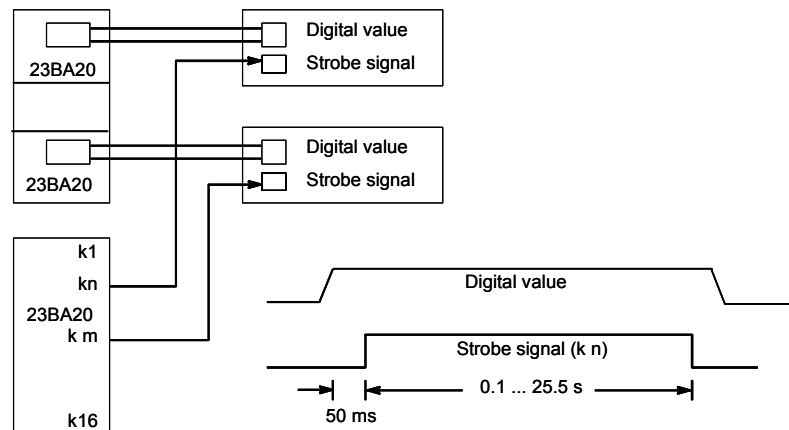 Digital value
Strobe signal
23BA20
Digital value
Strobe signal
23BA20
k1
kn
23BA20
k m
k16
Digital value
Strobe signal (k n)
0.1 ... 25.5 s
50 ms